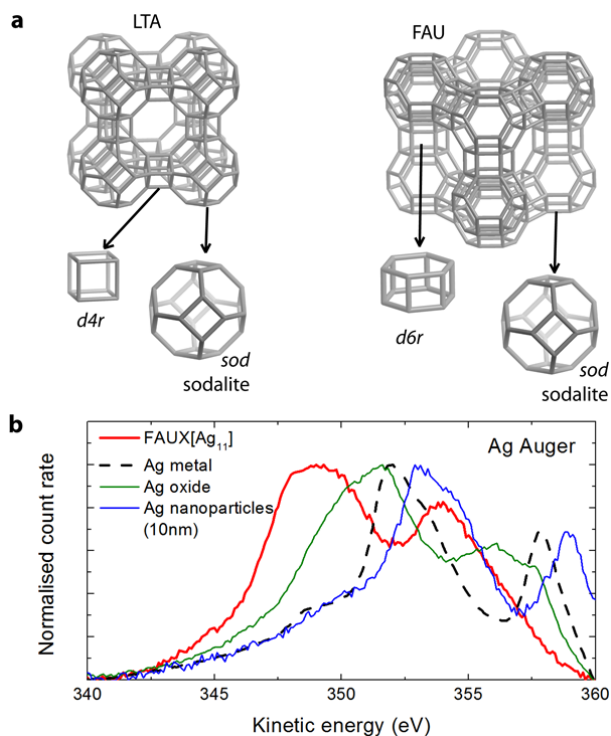 a
LTA
FAU
d4r
sod
sodalite
d6r
sod
sodalite
b
FAUX[Ag₁₁]
Ag metal
Ag oxide
Ag nanoparticles
(10nm)
Ag Auger
Normalised count rate
340 345 350 355 360
Kinetic energy (eV)